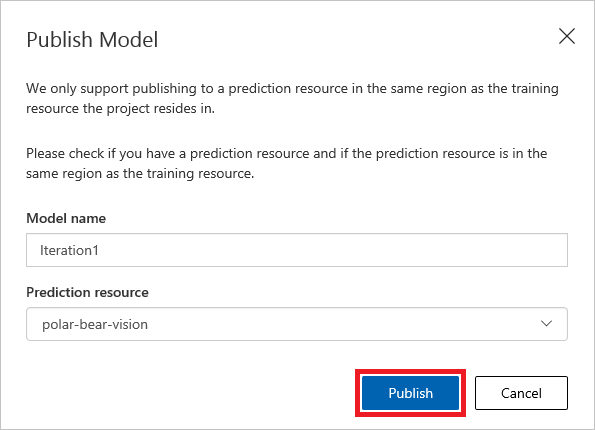 Publish Model
We only support publishing to a prediction resource in the same region as the training
resource the project resides in.
Please check if you have a prediction resource and if the prediction resource is in the
same region as the training resource.
Model name
Iteration1
Prediction resource
polar-bear-vision
Publish
Cancel